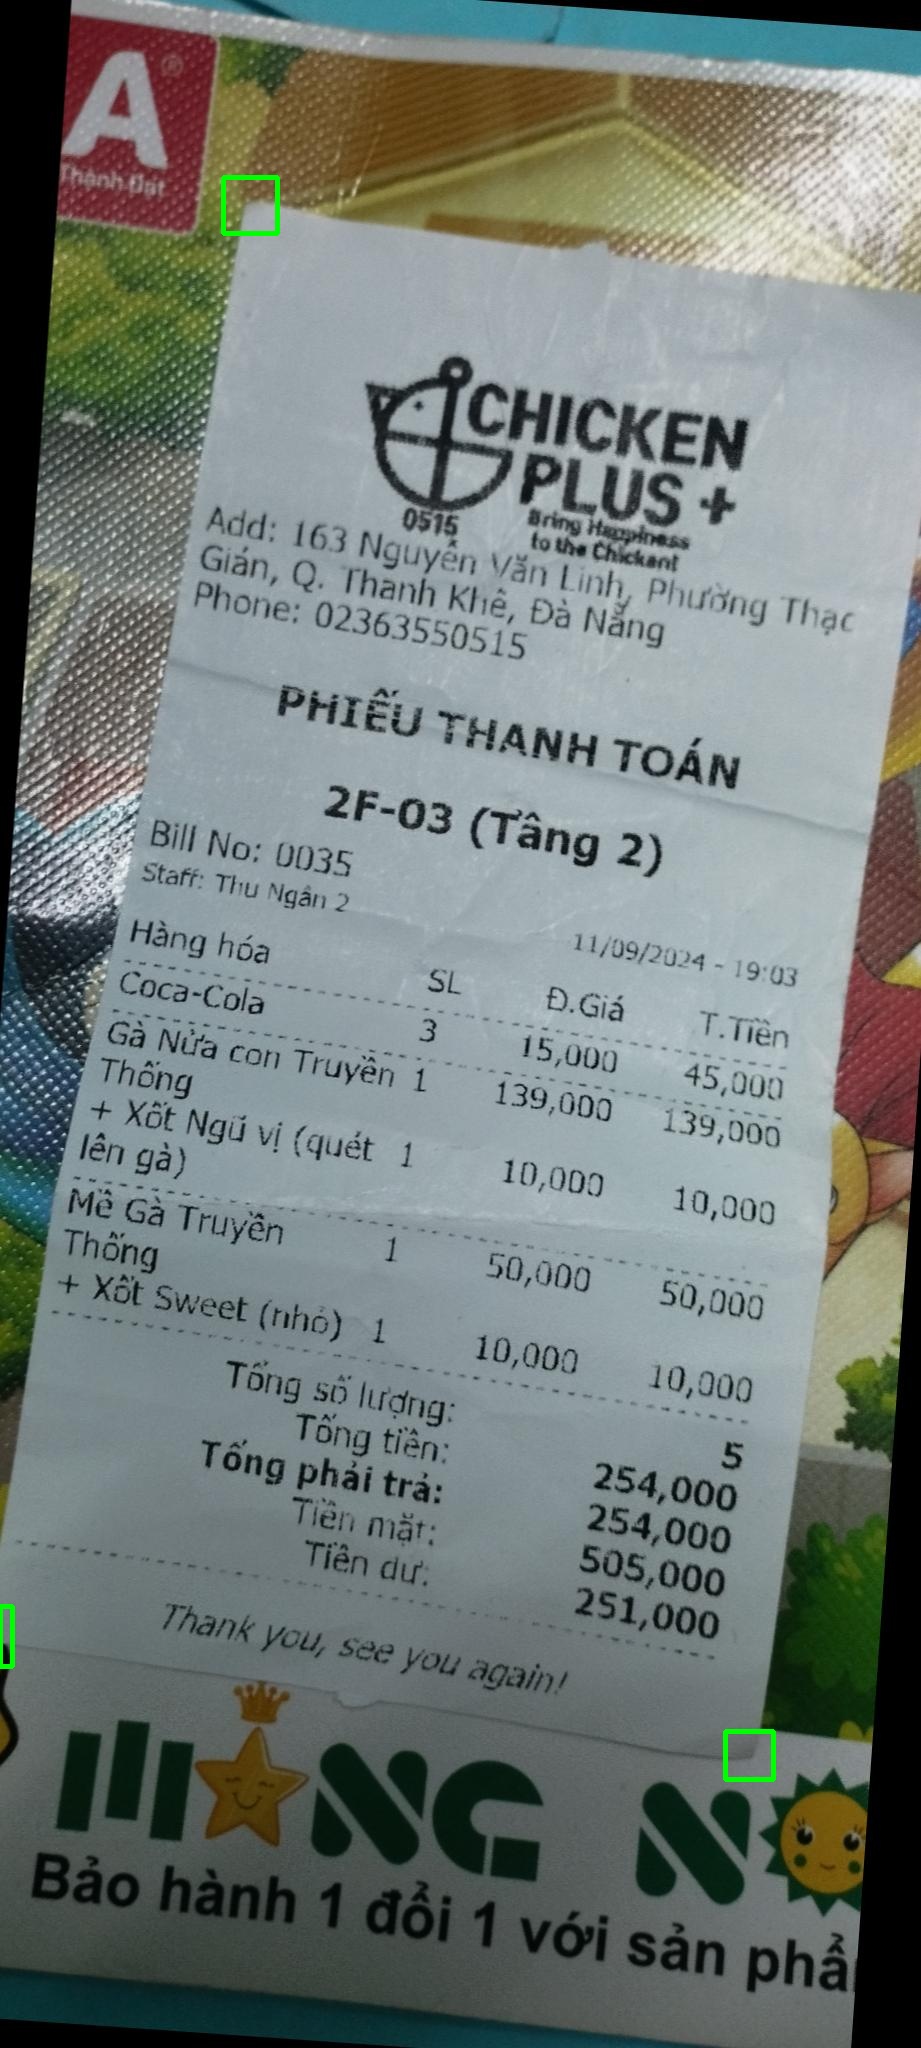 A®
Thành Đạt
CHICKEN
PLUS +
0515
Bring Happiness
to the Chickent
Add: 163 Nguyễn Văn Linh, Phường Thạc
Gián, Q. Thanh Khê, Đà Nẵng
Phone: 02363550515
PHIẾU THANH TOÁN
2F-03 (Tầng 2)
Bill No: 0035
Staff: Thu Ngân 2
11/09/2024 - 19:03
Hàng hóa SL Đ.Giá T.Tiền
Coca-Cola 3 15,000 45,000
Gà Nửa con Truyền 1 139,000 139,000
Thống
+ Xốt Ngũ vị (quét 1 10,000 10,000
lên gà)
Mề Gà Truyền 1 50,000 50,000
Thống
+ Xốt Sweet (nhỏ) 1 10,000 10,000
Tổng số lượng: 5
Tổng tiền: 254,000
Tổng phải trả: 254,000
Tiền mặt: 505,000
Tiền dư: 251,000
Thank you, see you again!
Bảo hành 1 đổi 1 với sản phẩ